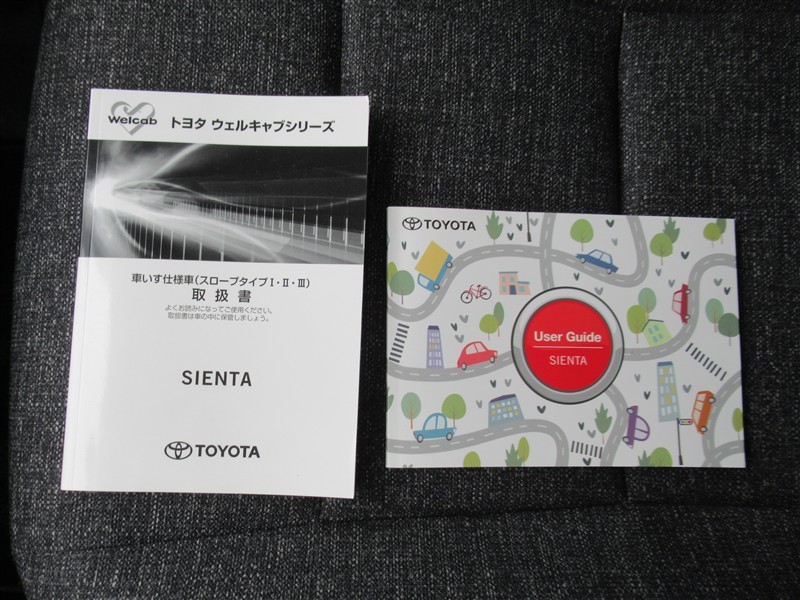 Welcab
トヨタ ウェルキャブシリーズ
車いす仕様車(スロープタイプⅠ・Ⅱ・Ⅲ)
取扱書
よくお読みになってご使用ください。
取扱書は車の中に保管しましょう。
SIENTA
TOYOTA
TOYOTA
User Guide
SIENTA